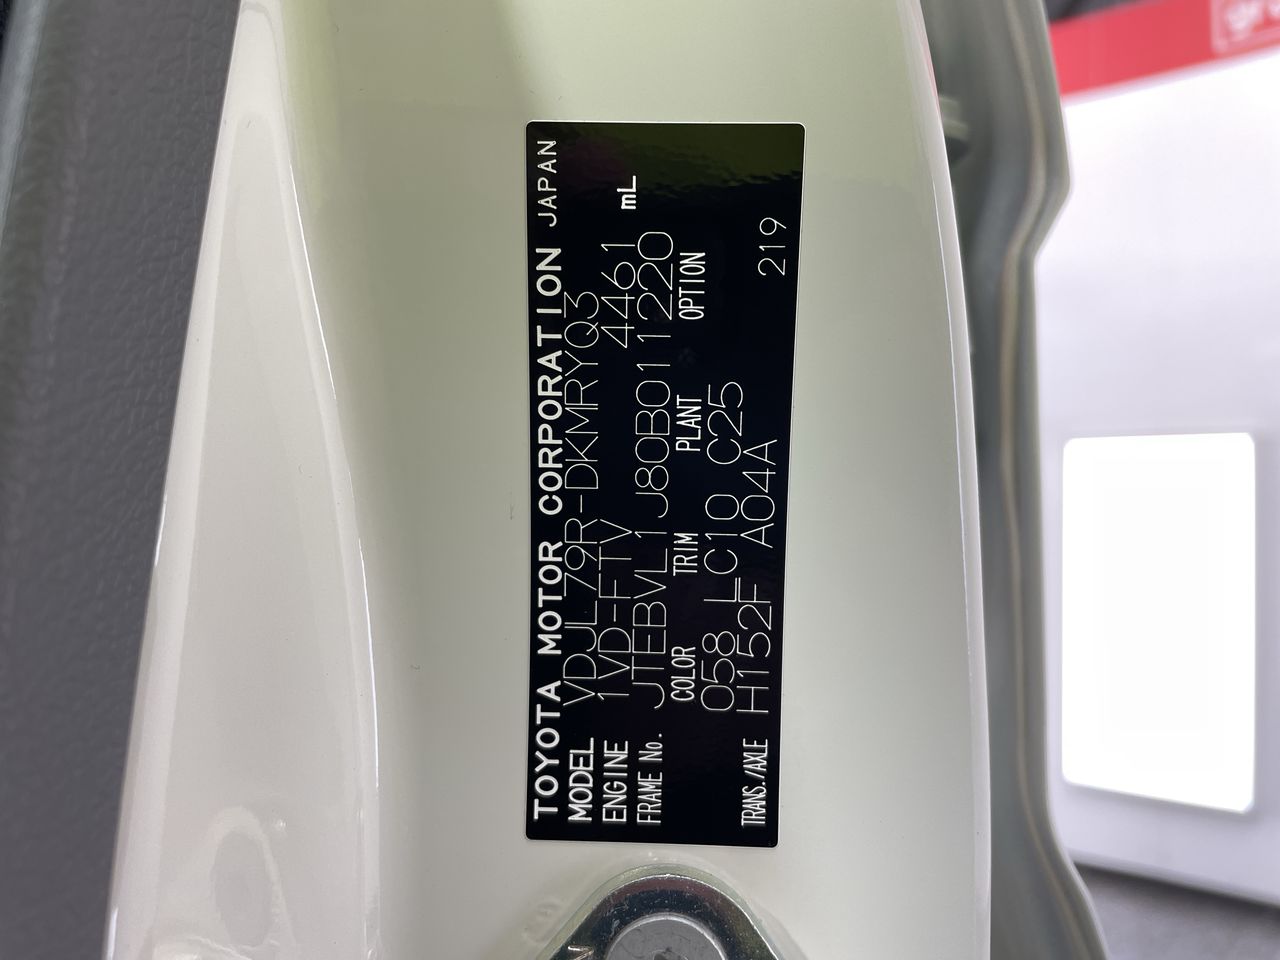 TOYOTA MOTOR CORPORATION JAPAN
MODEL VDJL79R-DKMRYQ3
ENGINE 1VD-FTV 4461 mL
FRAME No. JTEBVL1J80B011220
COLOR TRIM PLANT OPTION
058 LC10 C25
TRANS./AXLE H152F A04A 219
N